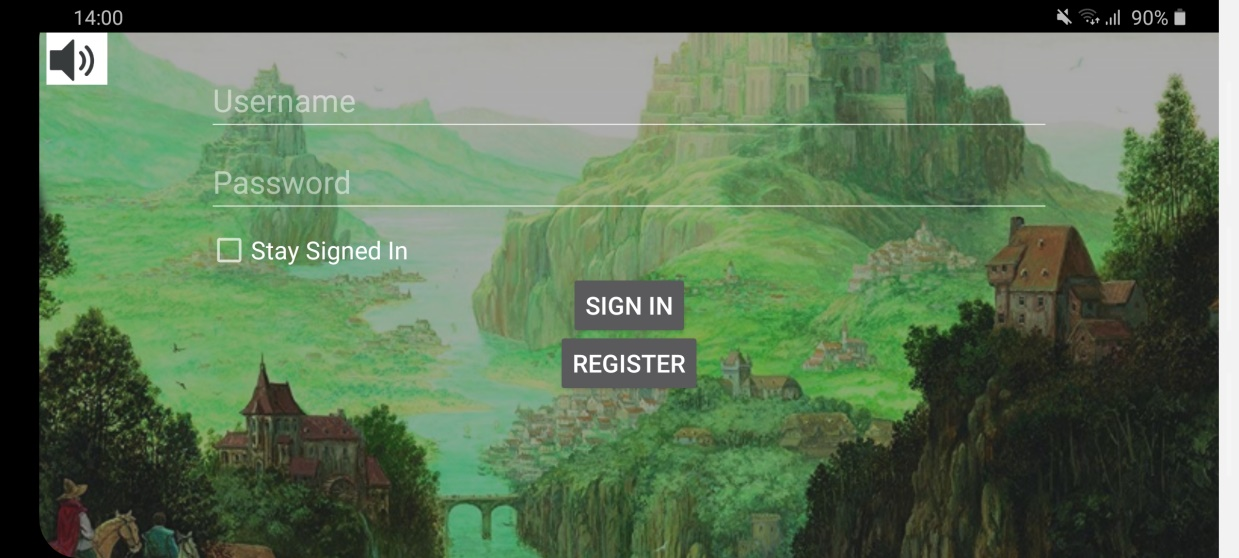 14:00
90%
Username
Password
Stay Signed In
SIGN IN
REGISTER